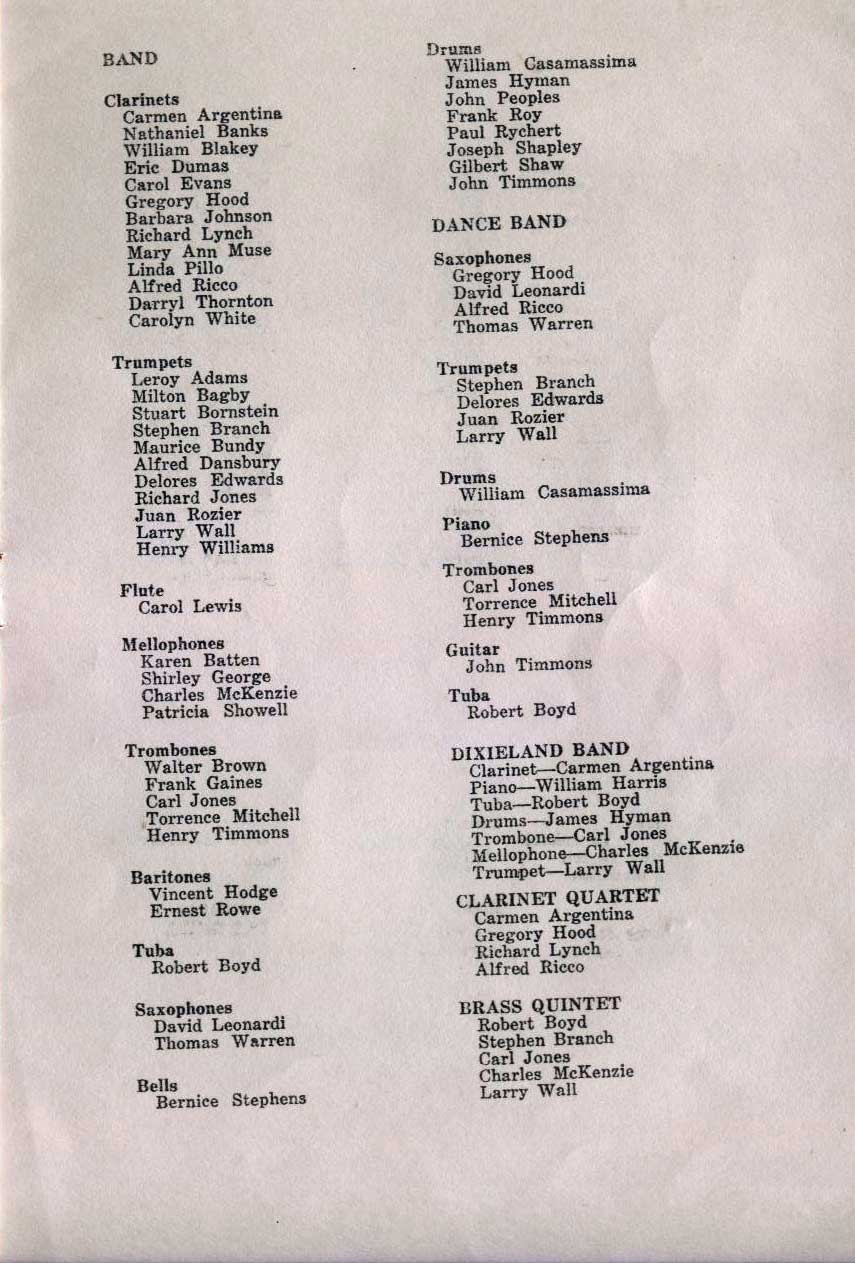 BAND
Clarinets
Carmen Argentina
Nathaniel Banks
William Blakey
Eric Dumas
Carol Evans
Gregory Hood
Barbara Johnson
Richard Lynch
Mary Ann Muse
Linda Pillo
Alfred Ricco
Darryl Thornton
Carolyn White
Trumpets
Leroy Adams
Milton Bagby
Stuart Bornstein
Stephen Branch
Maurice Bundy
Alfred Dansbury
Delores Edwards
Richard Jones
Juan Rozier
Larry Wall
Henry Williams
Flute
Carol Lewis
Mellophones
Karen Batten
Shirley George
Charles McKenzie
Patricia Showell
Trombones
Walter Brown
Frank Gaines
Carl Jones
Torrence Mitchell
Henry Timmons
Baritones
Vincent Hodge
Ernest Rowe
Tuba
Robert Boyd
Saxophones
David Leonardi
Thomas Warren
Bells
Bernice Stephens
Drums
William Casamassima
James Hyman
John Peoples
Frank Roy
Paul Rychert
Joseph Shapley
Gilbert Shaw
John Timmons
DANCE BAND
Saxophones
Gregory Hood
David Leonardi
Alfred Ricco
Thomas Warren
Trumpets
Stephen Branch
Delores Edwards
Juan Rozier
Larry Wall
Drums
William Casamassima
Piano
Bernice Stephens
Trombones
Carl Jones
Torrence Mitchell
Henry Timmons
Guitar
John Timmons
Tuba
Robert Boyd
DIXIELAND BAND
Clarinet—Carmen Argentina
Piano—William Harris
Tuba—Robert Boyd
Drums—James Hyman
Trombone—Carl Jones
Mellophone—Charles McKenzie
Trumpet—Larry Wall
CLARINET QUARTET
Carmen Argentina
Gregory Hood
Richard Lynch
Alfred Ricco
BRASS QUINTET
Robert Boyd
Stephen Branch
Carl Jones
Charles McKenzie
Larry Wall